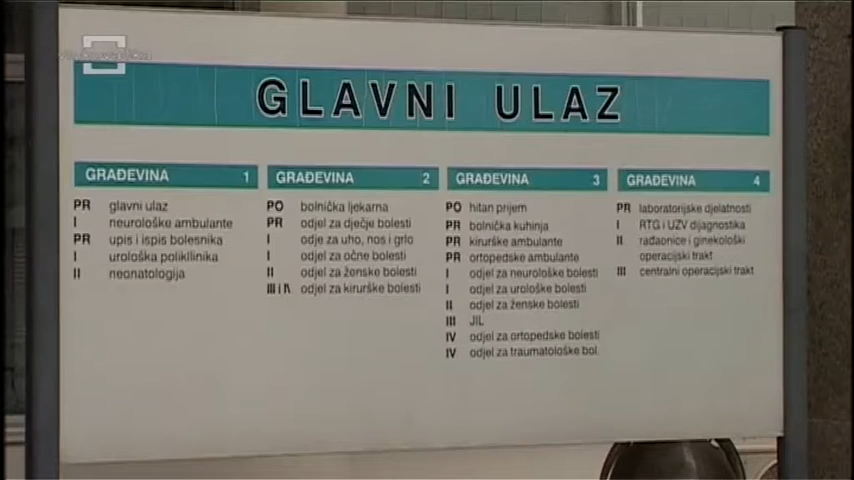 GLAVNI ULAZ
GRAĐEVINA 1
PR glavni ulaz
I neurološke ambulante
PR upis i ispis bolesnika
I urološka polikllinika
II neonatologija
GRAĐEVINA 2
PO bolnička ljekarna
PR odjel za dječje bolesti
I odje za uho, nos i grlo
I odjel za očne bolesti
II odjel za ženske bolesti
III i odjel za kirurške bolesti
GRAĐEVINA 3
PO hitan prijem
PR bolnička kuhinja
PR kirurške ambulante
PR ortopedske ambulante
I odjel za neurološke bolesti
I odjel za urološke bolesti
II odjel za ženske bolesti
III JIL
IV odjel za ortopedske bolesti
IV odjel za traumatološke bol.
GRAĐEVINA 4
PR laboratorijske djelatnosti
I RTG i UZV dijagnostika
II rađaonice i ginekološki
operacijski trakt
III centralni operacijski trakt